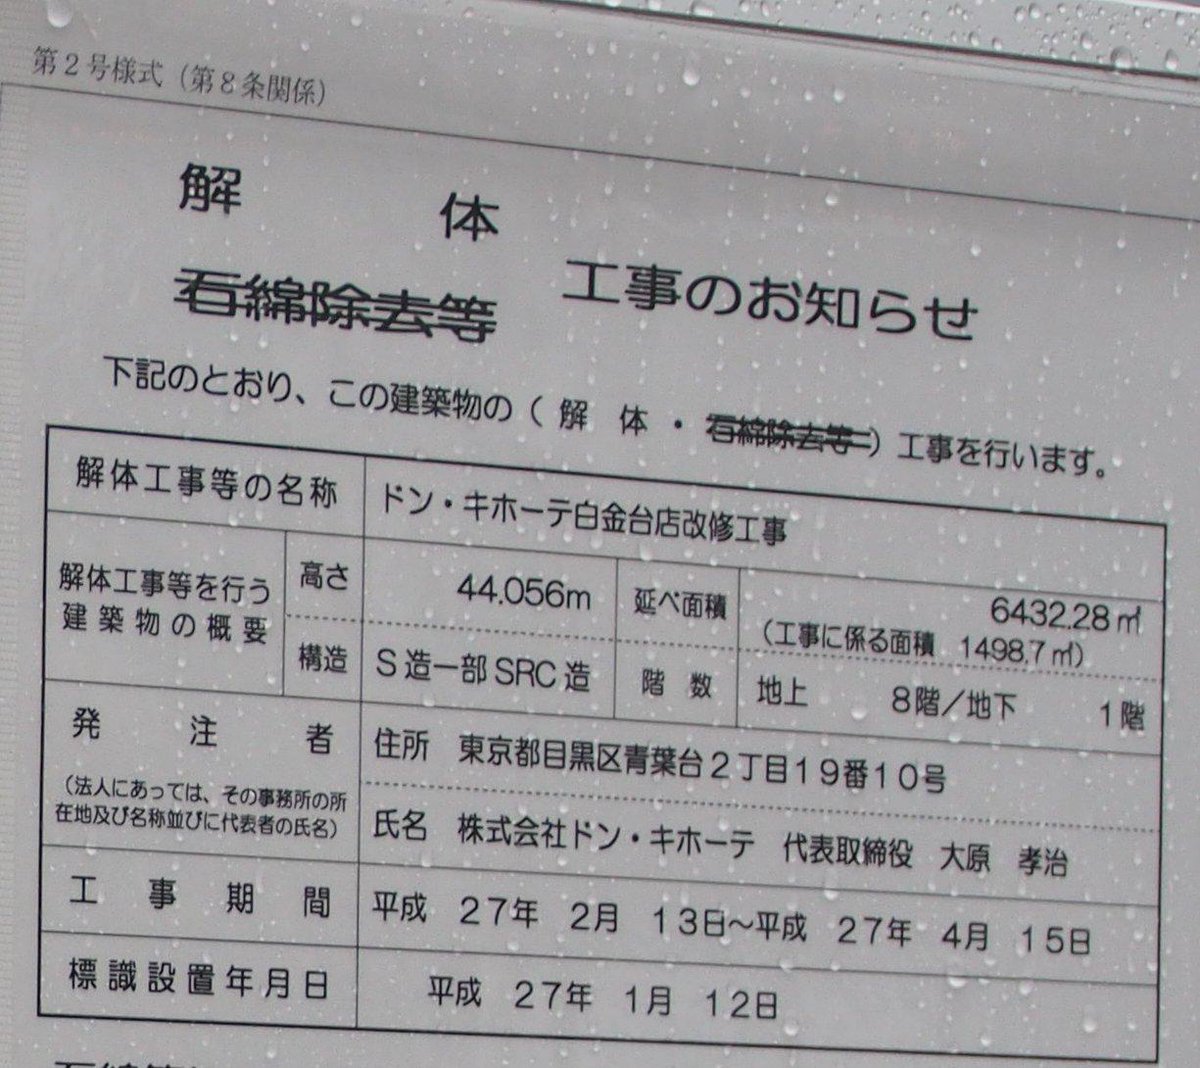 第2号様式（第8条関係）
解体
石綿除去等
工事のお知らせ
下記のとおり、この建築物の（解体・石綿除去等）工事を行います。
解体工事等の名称 ドン・キホーテ白金台店改修工事
解体工事等を行う建築物の概要
高さ 44.056m 延べ面積 6432.28㎡
（工事に係る面積 1498.7㎡）
構造 S造一部SRC造 階数 地上 8階／地下 1階
発注者
（法人にあっては、その事務所の所在地及び名称並びに代表者の氏名）
住所 東京都目黒区青葉台2丁目19番10号
氏名 株式会社ドン・キホーテ 代表取締役 大原 孝治
工事期間 平成 27年 2月 13日～平成 27年 4月 15日
標識設置年月日 平成 27年 1月 12日